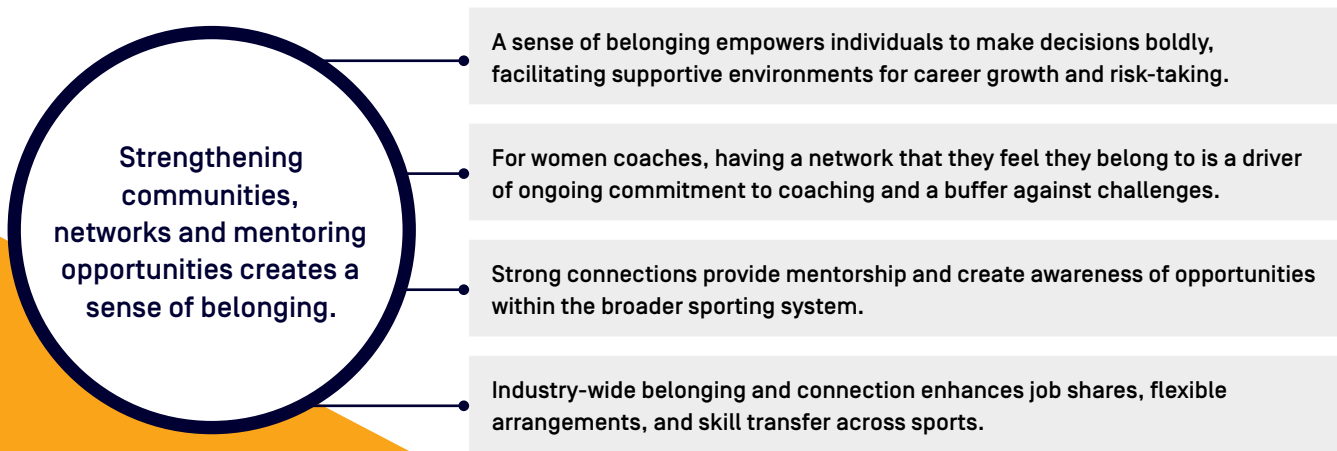 Strengthening
communities,
networks and mentoring
opportunities creates a
sense of belonging.
A sense of belonging empowers individuals to make decisions boldly,
facilitating supportive environments for career growth and risk-taking.
For women coaches, having a network that they feel they belong to is a driver
of ongoing commitment to coaching and a buffer against challenges.
Strong connections provide mentorship and create awareness of opportunities
within the broader sporting system.
Industry-wide belonging and connection enhances job shares, flexible
arrangements, and skill transfer across sports.